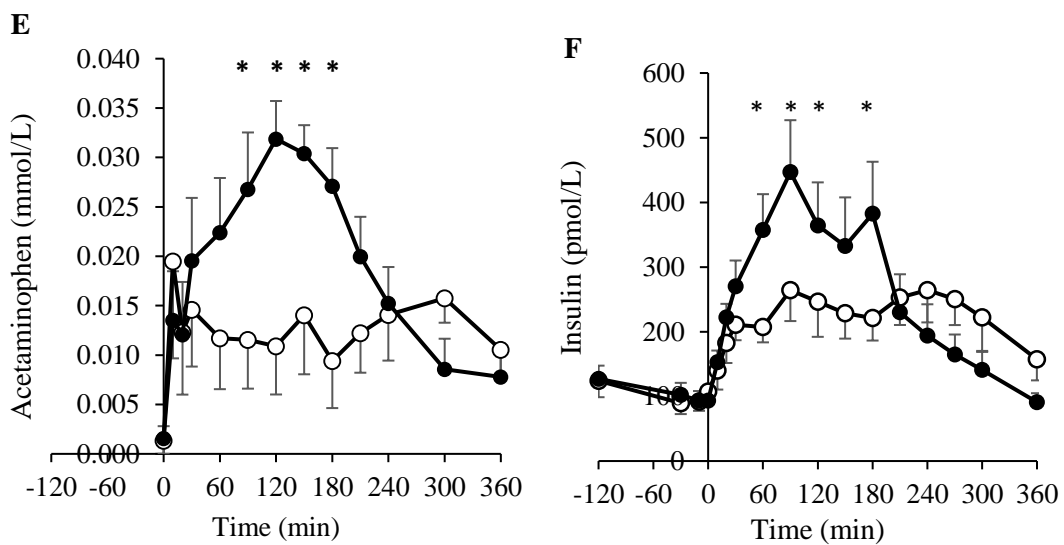 E
Acetaminophen (mmol/L)
0.040
0.035
0.030
0.025
0.020
0.015
0.010
0.005
0.000
* * * *
-120 -60 0 60 120 180 240 300 360
Time (min)
F
Insulin (pmol/L)
600
500
400
300
200
100
0
* * * *
-120 -60 0 60 120 180 240 300 360
Time (min)